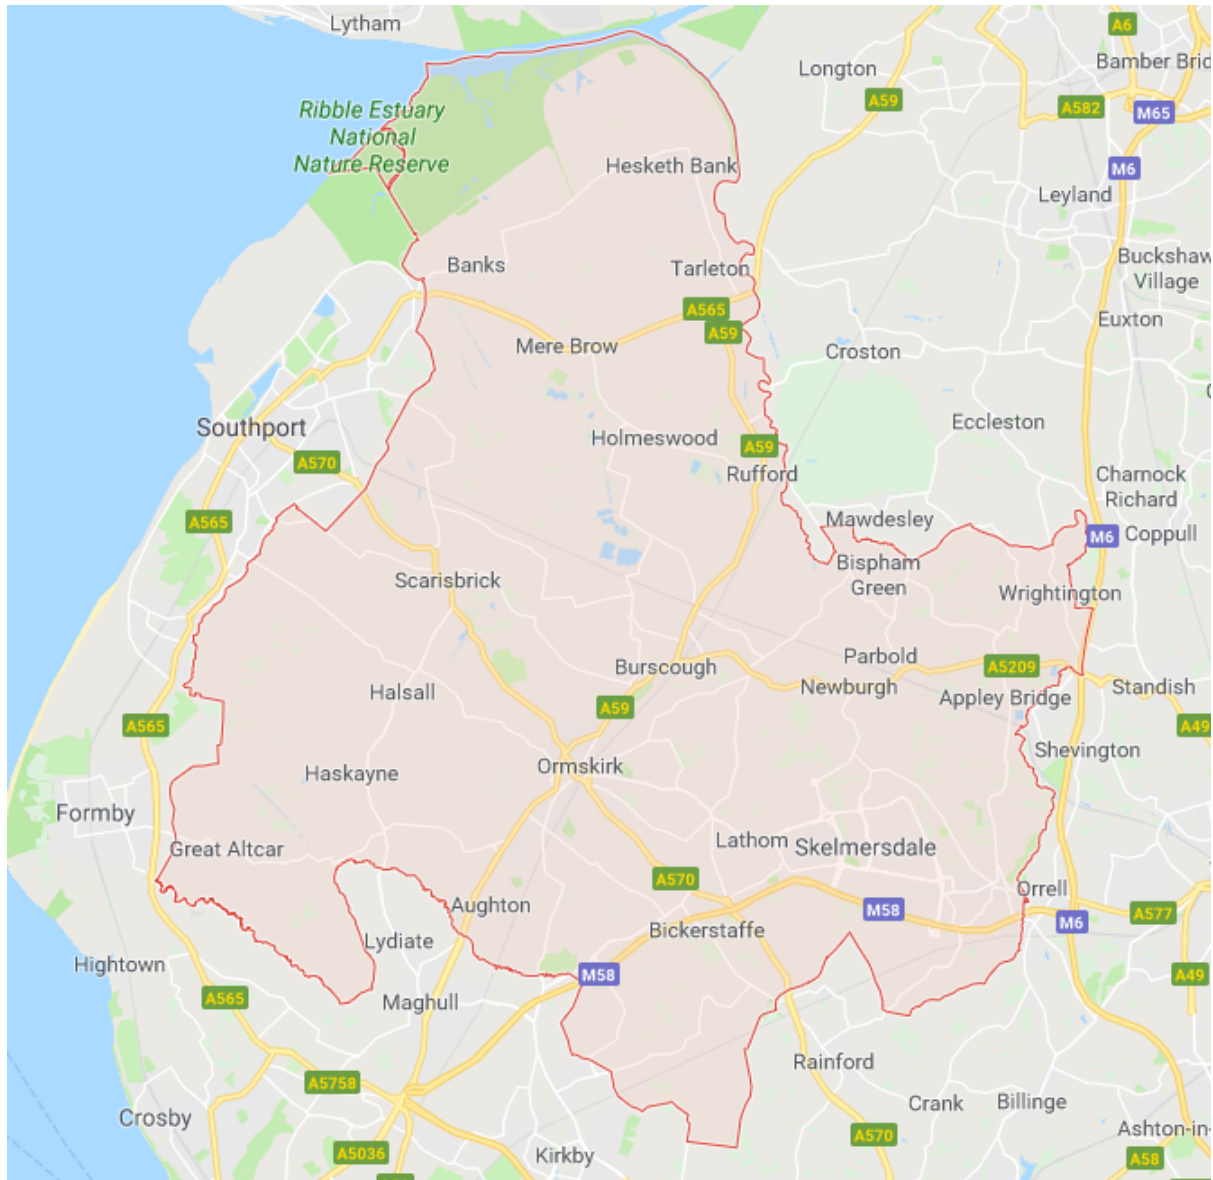 Lytham
A6
Longton
Bamber Brid
A59
A582
M65
Ribble Estuary
National
Nature Reserve
Hesketh Bank
M6
Leyland
Banks
Tarleton
Buckshaw
Village
A565
A59
Euxton
Mere Brow
Croston
Southport
Eccleston
Holmeswood
A59
A570
Rufford
Charnock
Richard
A565
Mawdesley
M6
Coppull
Bispham
Green
Scarisbrick
Wrightington
Burscough
Parbold
A5209
Halsall
Newburgh
Appley Bridge
Standish
A59
A565
A49
Shevington
Ormskirk
Haskayne
Formby
Lathom
Skelmersdale
Great Altcar
A570
Orrell
Aughton
M58
M6
A577
Bickerstaffe
Lydiate
Hightown
M58
A49
A565
Maghull
Rainford
A5758
Crank
Billinge
Crosby
A570
Ashton-in-
A5036
Kirkby
A58